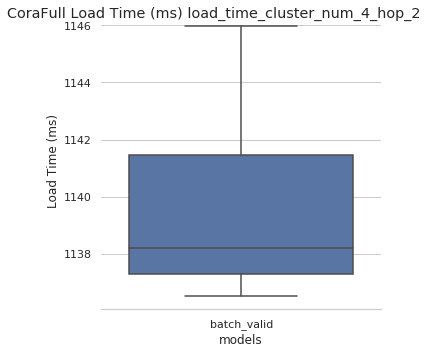 CoraFull Load Time (ms) load_time_cluster_num_4_hop_2
1146
1144
1142
1140
1138
Load Time (ms)
batch_valid
models